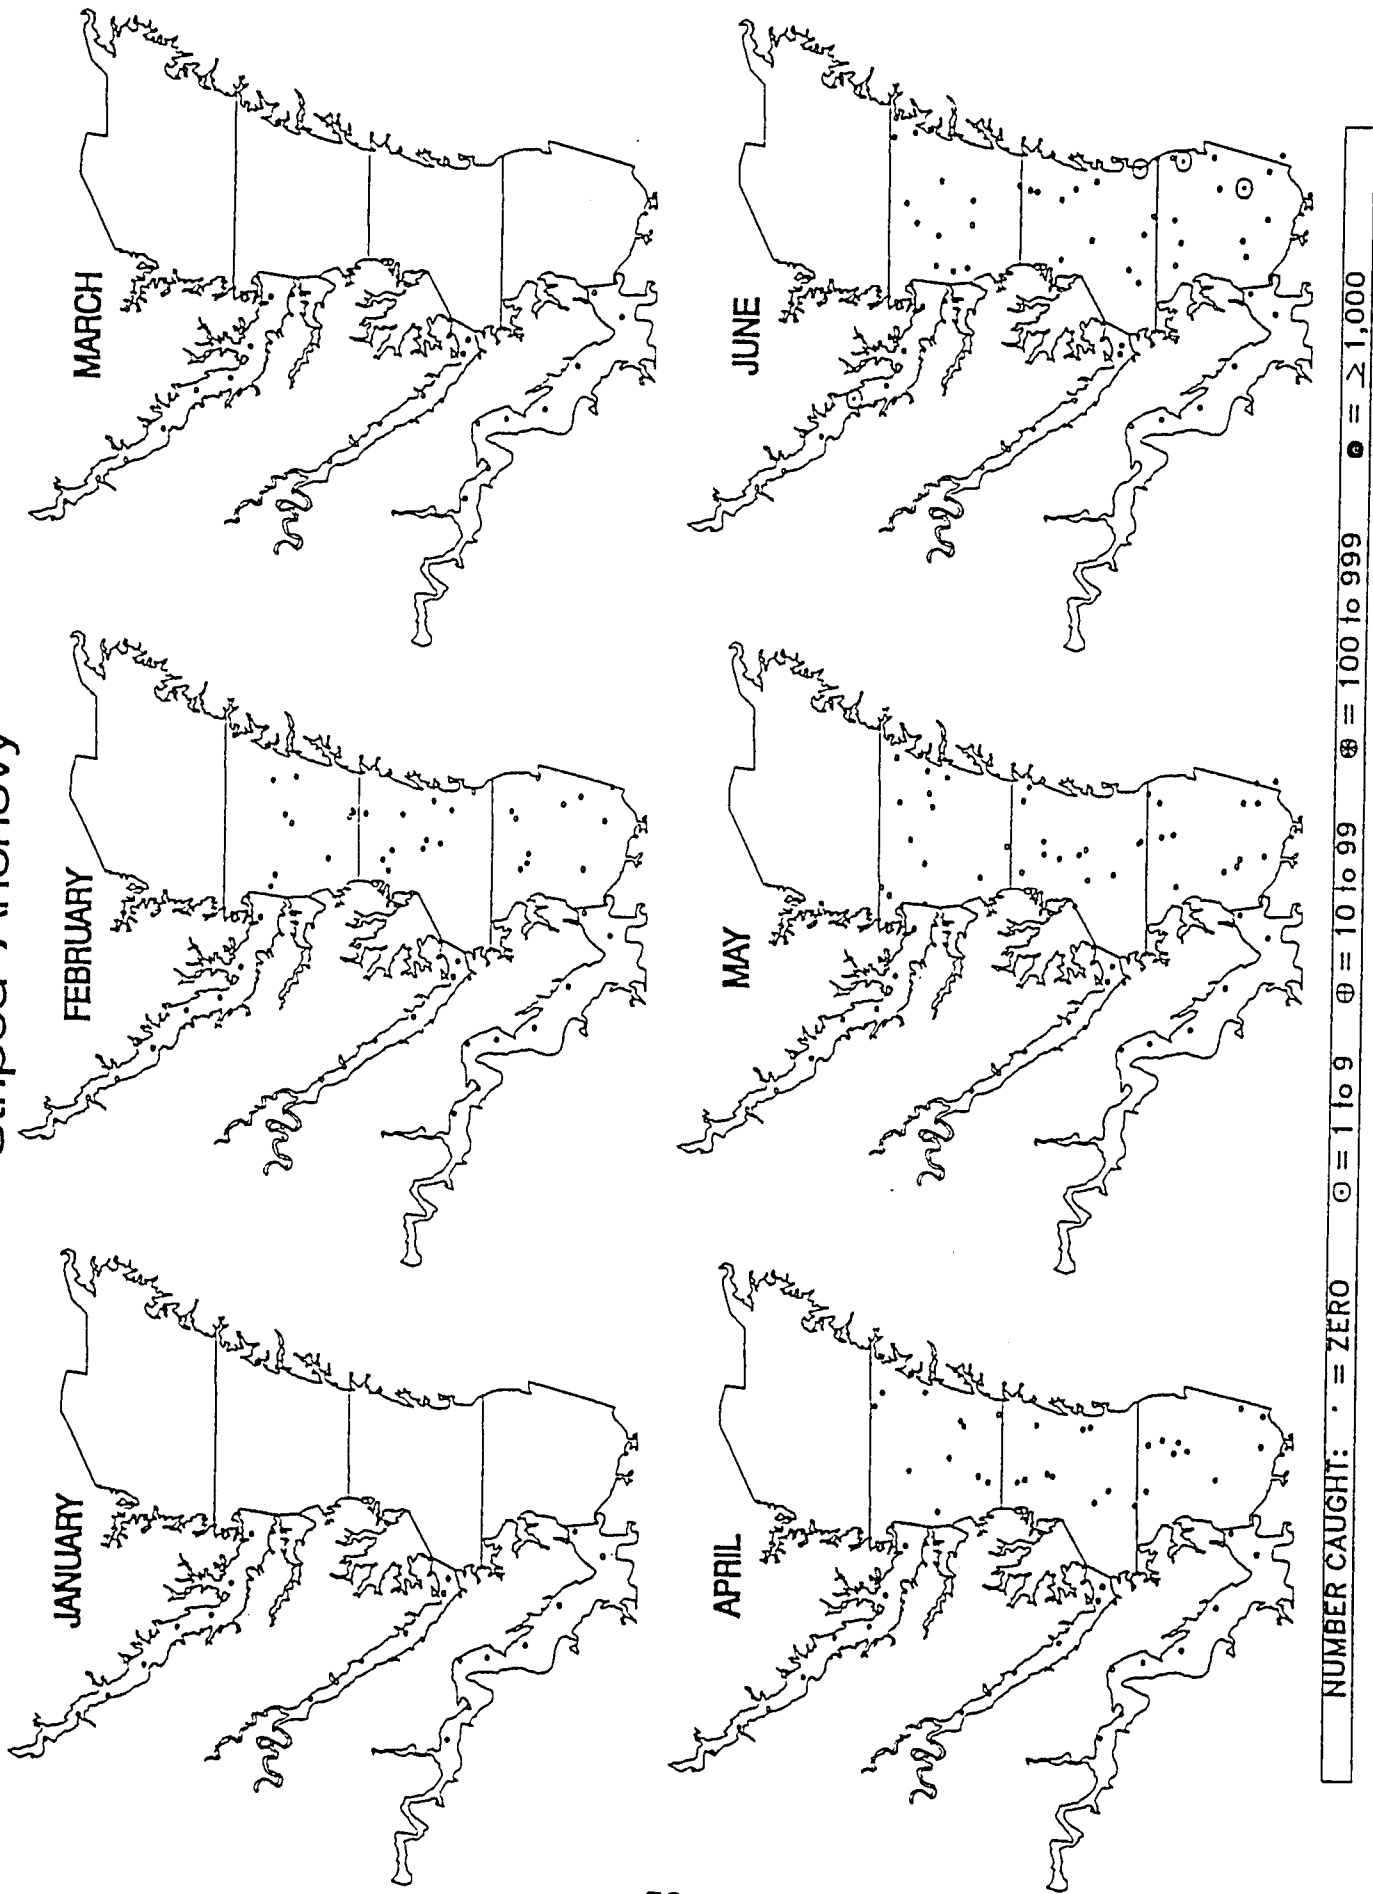 Striped Anchovy
JANUARY
FEBRUARY
MARCH
APRIL
MAY
JUNE
NUMBER CAUGHT: · = ZERO ⊙ = 1 to 9 ⊕ = 10 to 99 ⊛ = 100 to 999 ● = ≥ 1,000